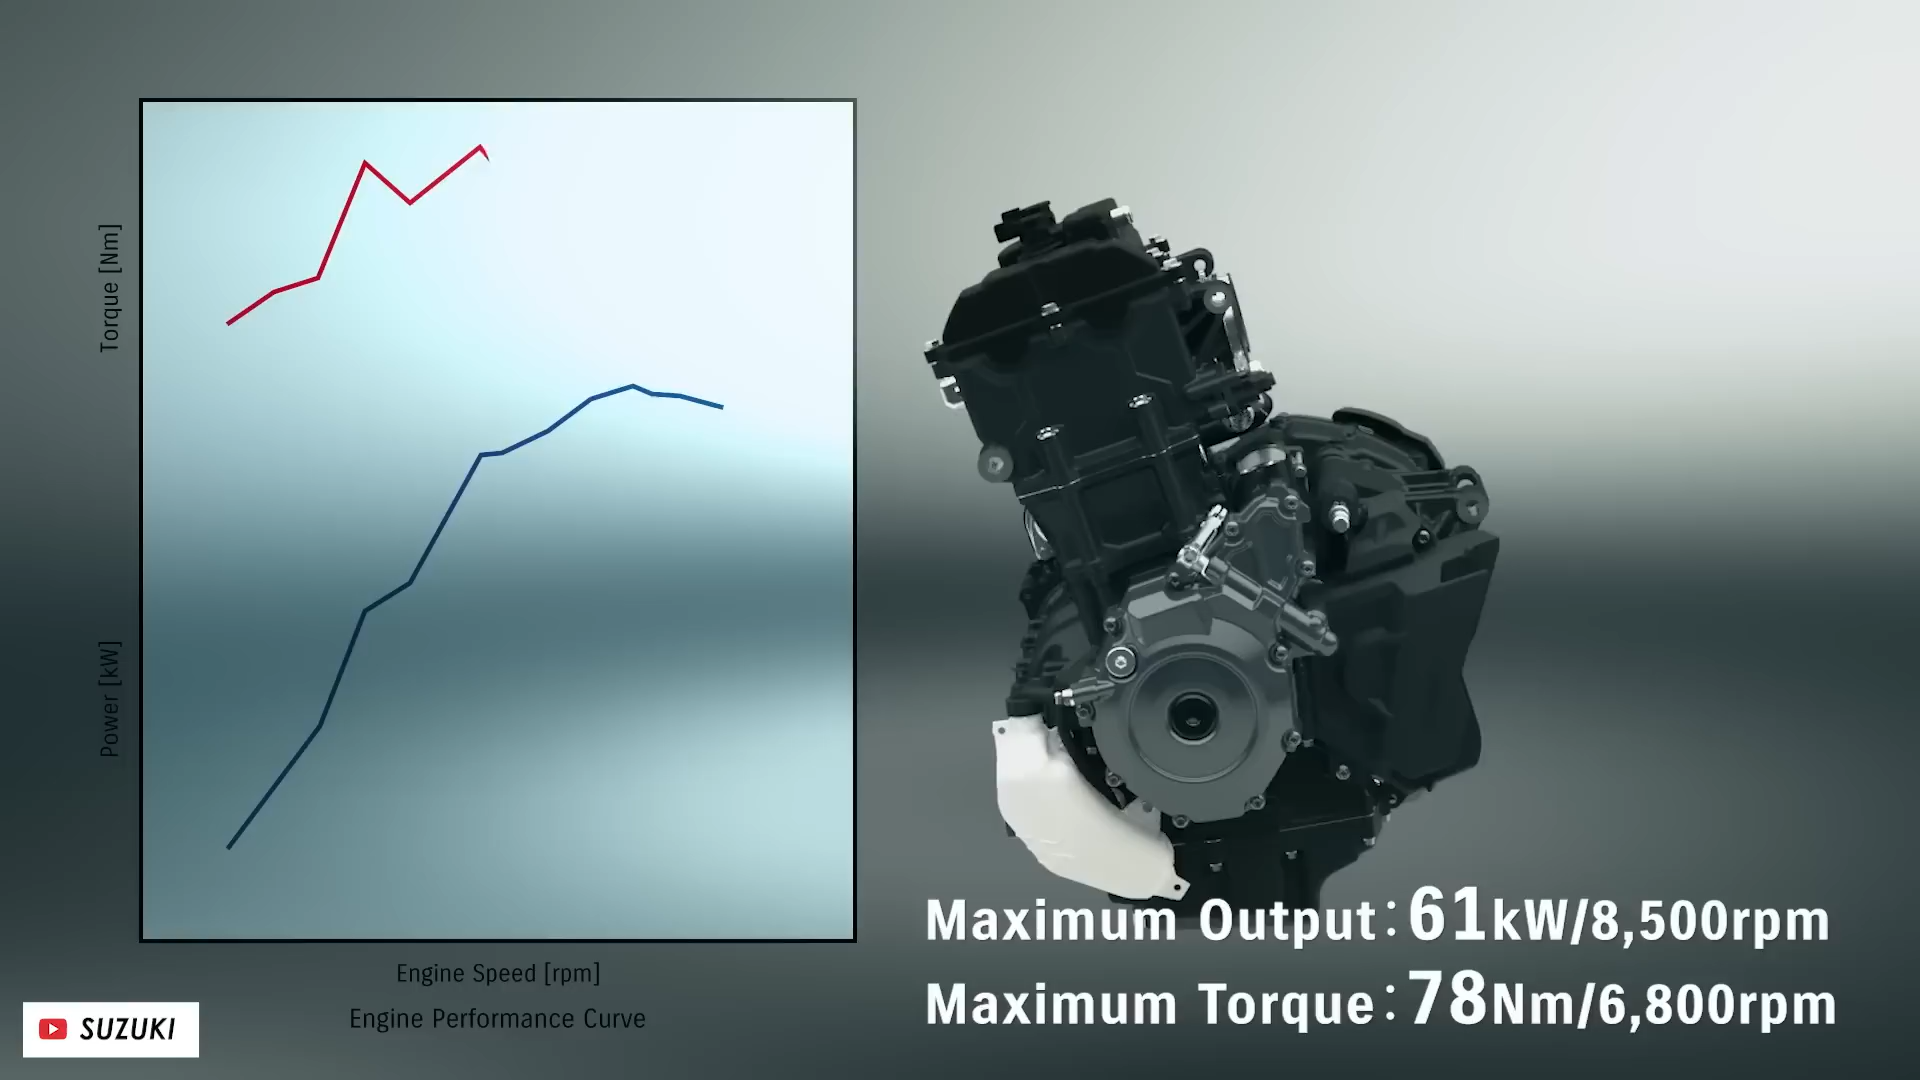 Torque [Nm]
Power [kW]
Engine Speed [rpm]
Engine Performance Curve
Maximum Output:61kW/8,500rpm
Maximum Torque:78Nm/6,800rpm
SUZUKI